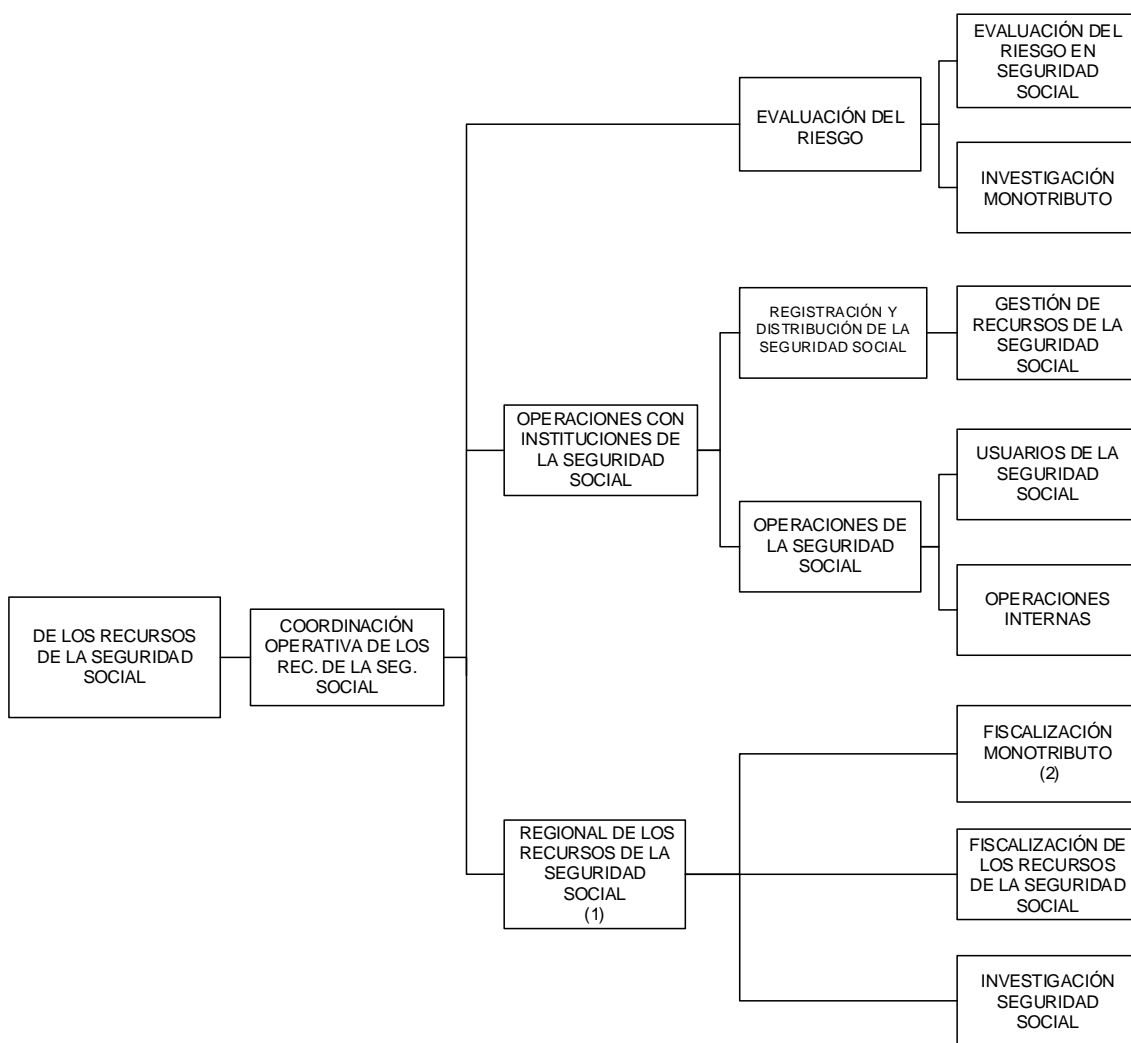 EVALUACIÓN DEL
RIESGO EN
SEGURIDAD
SOCIAL
EVALUACIÓN DEL
RIESGO
INVESTIGACIÓN
MONOTRIBUTO
REGISTRACIÓN Y
DISTRIBUCIÓN DE LA
SEGURIDAD SOCIAL
GESTIÓN DE
RECURSOS DE LA
SEGURIDAD
SOCIAL
OPERACIONES CON
INSTITUCIONES DE
LA SEGURIDAD
SOCIAL
USUARIOS DE LA
SEGURIDAD
SOCIAL
OPERACIONES DE
LA SEGURIDAD
SOCIAL
OPERACIONES
INTERNAS
DE LOS RECURSOS
DE LA SEGURIDAD
SOCIAL
COORDINACIÓN
OPERATIVA DE LOS
REC. DE LA SEG.
SOCIAL
FISCALIZACIÓN
MONOTRIBUTO
(2)
REGIONAL DE LOS
RECURSOS DE LA
SEGURIDAD
SOCIAL
(1)
FISCALIZACIÓN DE
LOS RECURSOS
DE LA SEGURIDAD
SOCIAL
INVESTIGACIÓN
SEGURIDAD
SOCIAL